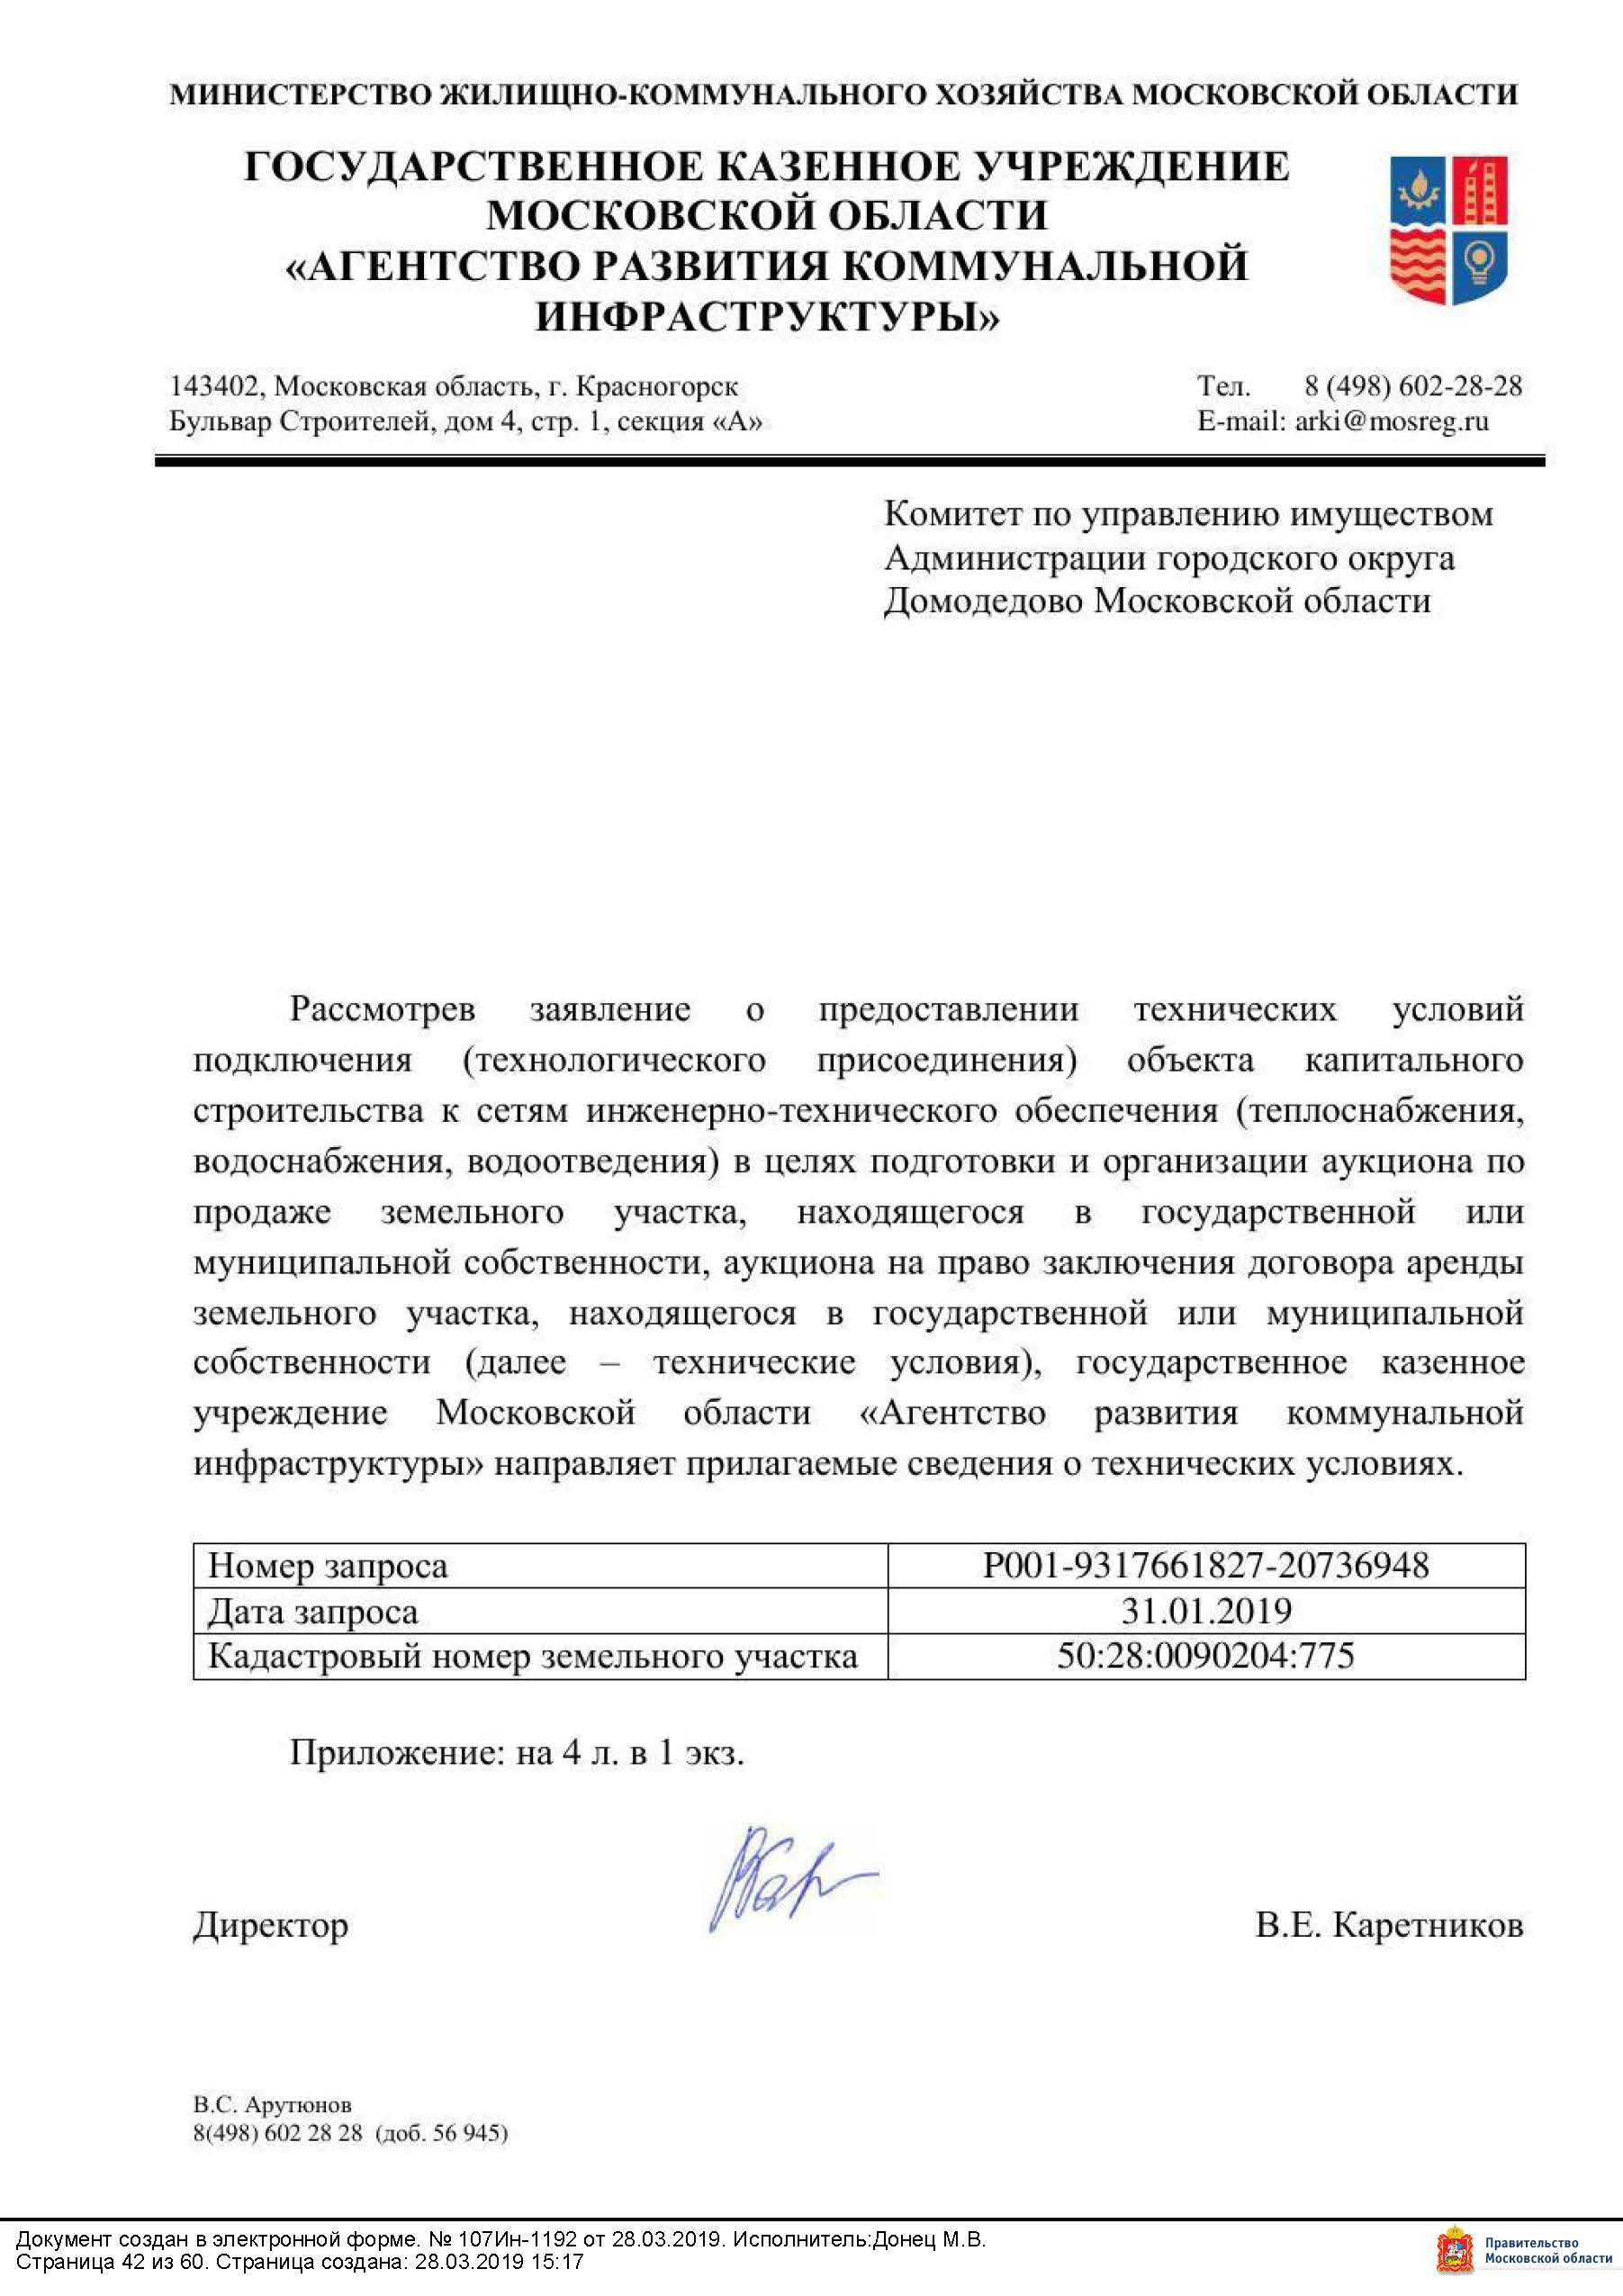 МИНИСТЕРСТВО ЖИЛИЩНО-КОММУНАЛЬНОГО ХОЗЯЙСТВА МОСКОВСКОЙ ОБЛАСТИ
ГОСУДАРСТВЕННОЕ КАЗЕННОЕ УЧРЕЖДЕНИЕ
МОСКОВСКОЙ ОБЛАСТИ
«АГЕНТСТВО РАЗВИТИЯ КОММУНАЛЬНОЙ
ИНФРАСТРУКТУРЫ»
143402, Московская область, г. Красногорск
Бульвар Строителей, дом 4, стр. 1, секция «А»
Тел. 8 (498) 602-28-28
E-mail: arki@mosreg.ru
Комитет по управлению имуществом
Администрации городского округа
Домодедово Московской области
Рассмотрев заявление о предоставлении технических условий
подключения (технологического присоединения) объекта капитального
строительства к сетям инженерно-технического обеспечения (теплоснабжения,
водоснабжения, водоотведения) в целях подготовки и организации аукциона по
продаже земельного участка, находящегося в государственной или
муниципальной собственности, аукциона на право заключения договора аренды
земельного участка, находящегося в государственной или муниципальной
собственности (далее – технические условия), государственное казенное
учреждение Московской области «Агентство развития коммунальной
инфраструктуры» направляет прилагаемые сведения о технических условиях.
Номер запроса P001-9317661827-20736948
Дата запроса 31.01.2019
Кадастровый номер земельного участка 50:28:0090204:775
Приложение: на 4 л. в 1 экз.
Директор В.Е. Каретников
В.С. Арутюнов
8(498) 602 28 28 (доб. 56 945)
Документ создан в электронной форме. № 107Ин-1192 от 28.03.2019. Исполнитель:Донец М.В.
Страница 42 из 60. Страница создана: 28.03.2019 15:17
Правительство
Московской области